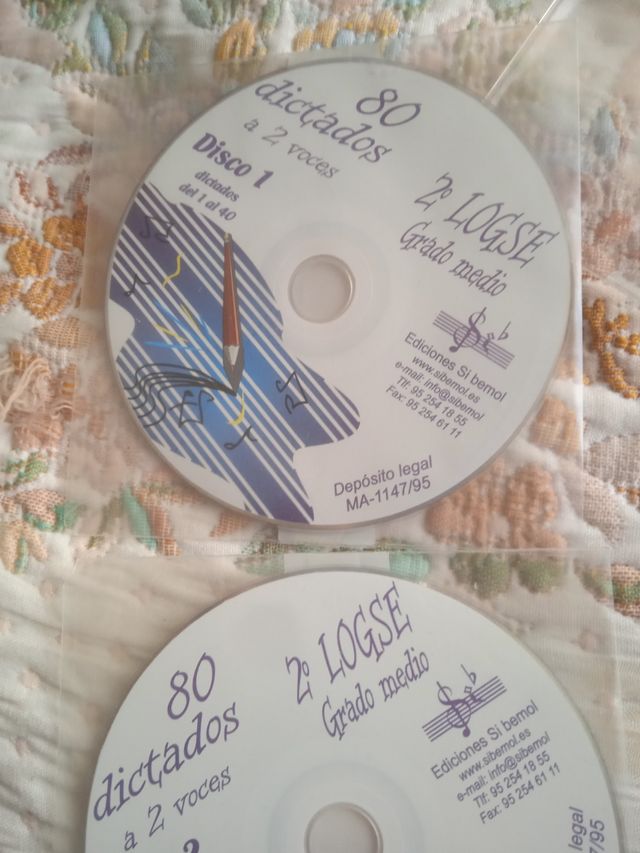 80
dictados
a 2 voces
Disco 1
dictados
del 1 al 40
2º LOGSE
Grado medio
Ediciones Si bemol
www.sibemol.es
e-mail: info@sibemol
Tlf: 95 254 18 55
Fax: 95 254 61 11
Depósito legal
MA-1147/95
80
dictados
a 2 voces
2º LOGSE
Grado medio
Ediciones Si bemol
www.sibemol.es
e-mail: info@sibemol
Tlf: 95 254 18 55
Fax: 95 254 61 11
legal
7/95